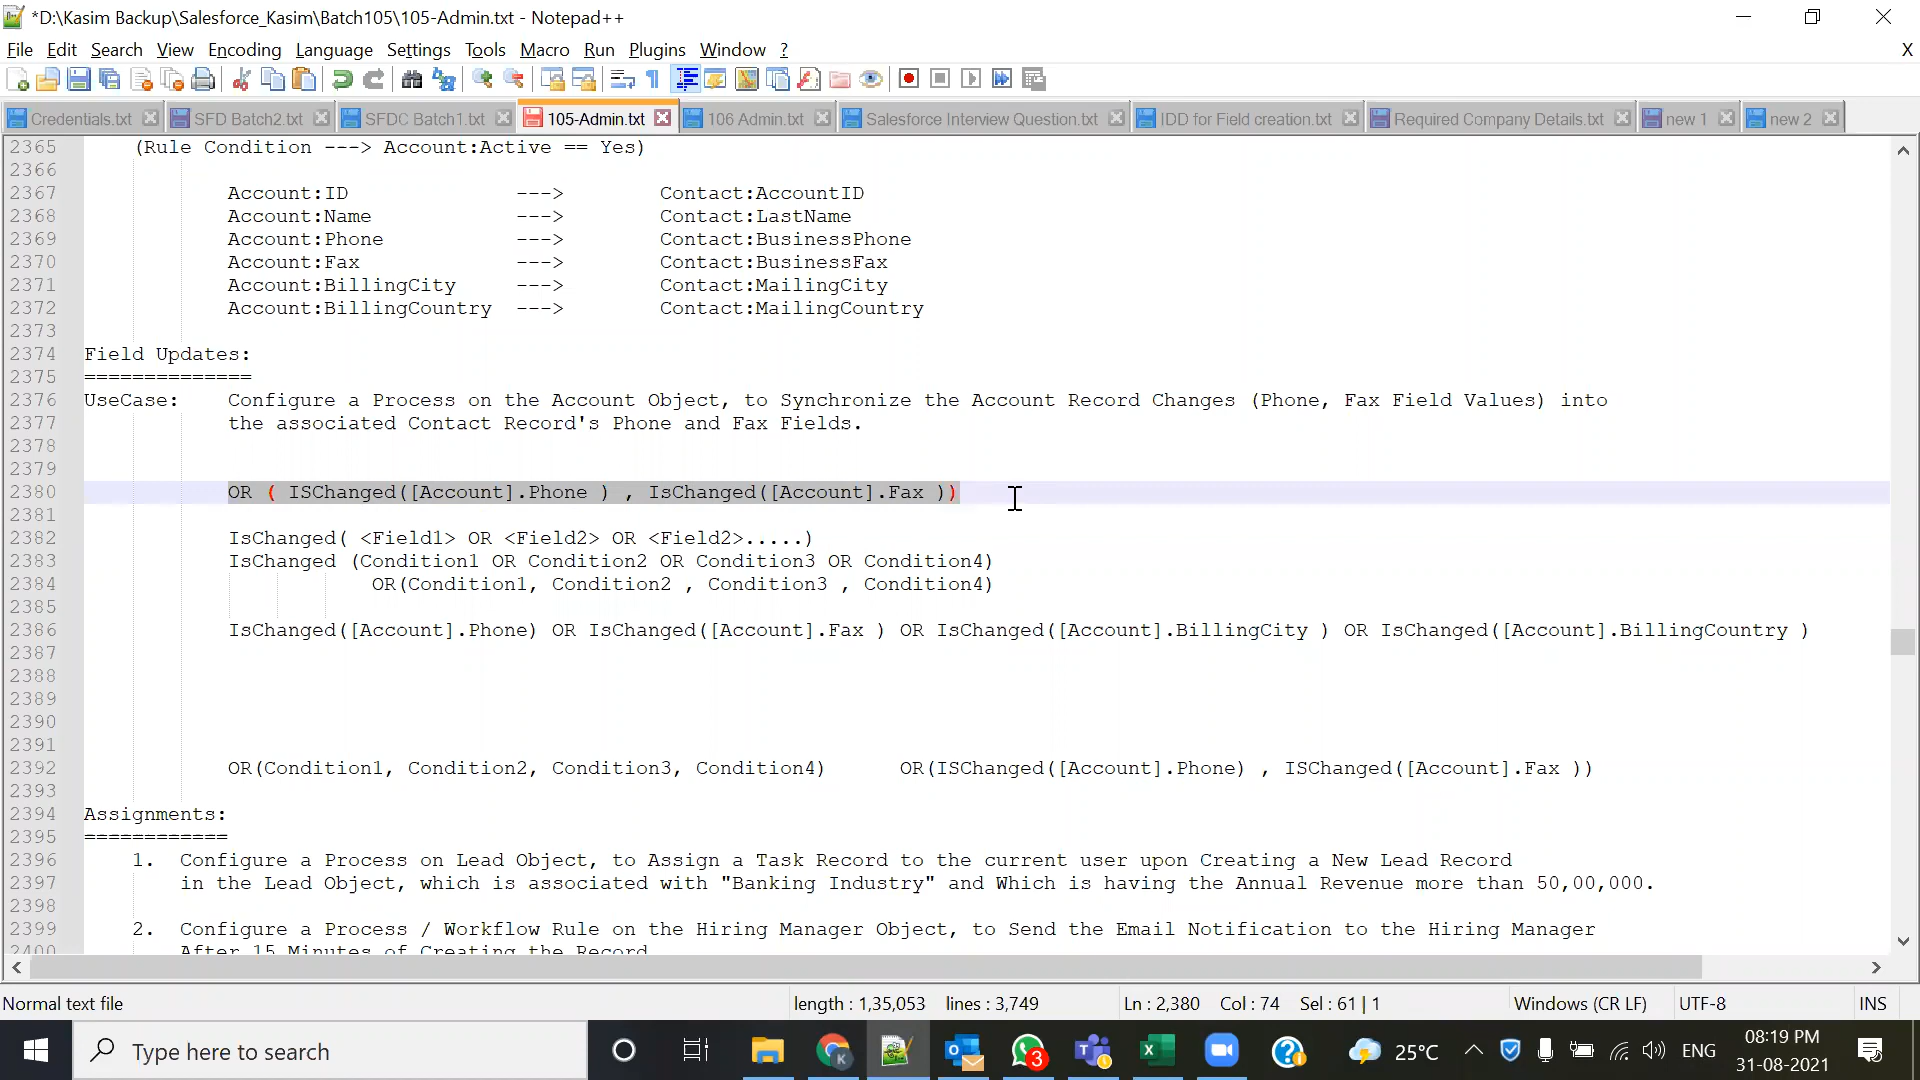 *D:\Kasim Backup\Salesforce_Kasim\Batch105\105-Admin.txt - Notepad++
File Edit Search View Encoding Language Settings Tools Macro Run Plugins Window ? X
Credentials.txt SFD Batch2.txt SFDC Batch1.txt 105-Admin.txt 106 Admin.txt Salesforce Interview Question.txt IDD for Field creation.txt Required Company Details.txt new 1 new 2
2365 (Rule Condition ---> Account:Active == Yes)
2366
2367 Account:ID ---> Contact:AccountID
2368 Account:Name ---> Contact:LastName
2369 Account:Phone ---> Contact:BusinessPhone
2370 Account:Fax ---> Contact:BusinessFax
2371 Account:BillingCity ---> Contact:MailingCity
2372 Account:BillingCountry ---> Contact:MailingCountry
2373
2374 Field Updates:
2375 ==============
2376 UseCase: Configure a Process on the Account Object, to Synchronize the Account Record Changes (Phone, Fax Field Values) into
2377 the associated Contact Record's Phone and Fax Fields.
2378
2379
2380 OR ( ISChanged([Account].Phone ) , IsChanged([Account].Fax ))
2381
2382 IsChanged( <Field1> OR <Field2> OR <Field2>.....)
2383 IsChanged (Condition1 OR Condition2 OR Condition3 OR Condition4)
2384 OR(Condition1, Condition2 , Condition3 , Condition4)
2385
2386 IsChanged([Account].Phone) OR IsChanged([Account].Fax ) OR IsChanged([Account].BillingCity ) OR IsChanged([Account].BillingCountry )
2387
2388
2389
2390
2391
2392 OR(Condition1, Condition2, Condition3, Condition4) OR(ISChanged([Account].Phone) , ISChanged([Account].Fax ))
2393
2394 Assignments:
2395 ============
2396 1. Configure a Process on Lead Object, to Assign a Task Record to the current user upon Creating a New Lead Record
2397 in the Lead Object, which is associated with "Banking Industry" and Which is having the Annual Revenue more than 50,00,000.
2398
2399 2. Configure a Process / Workflow Rule on the Hiring Manager Object, to Send the Email Notification to the Hiring Manager
2400 After 15 Minutes of Creating the Record
Normal text file length : 1,35,053 lines : 3,749 Ln : 2,380 Col : 74 Sel : 61 | 1 Windows (CR LF) UTF-8 INS
Type here to search K 3 25°C ENG 08:19 PM
31-08-2021